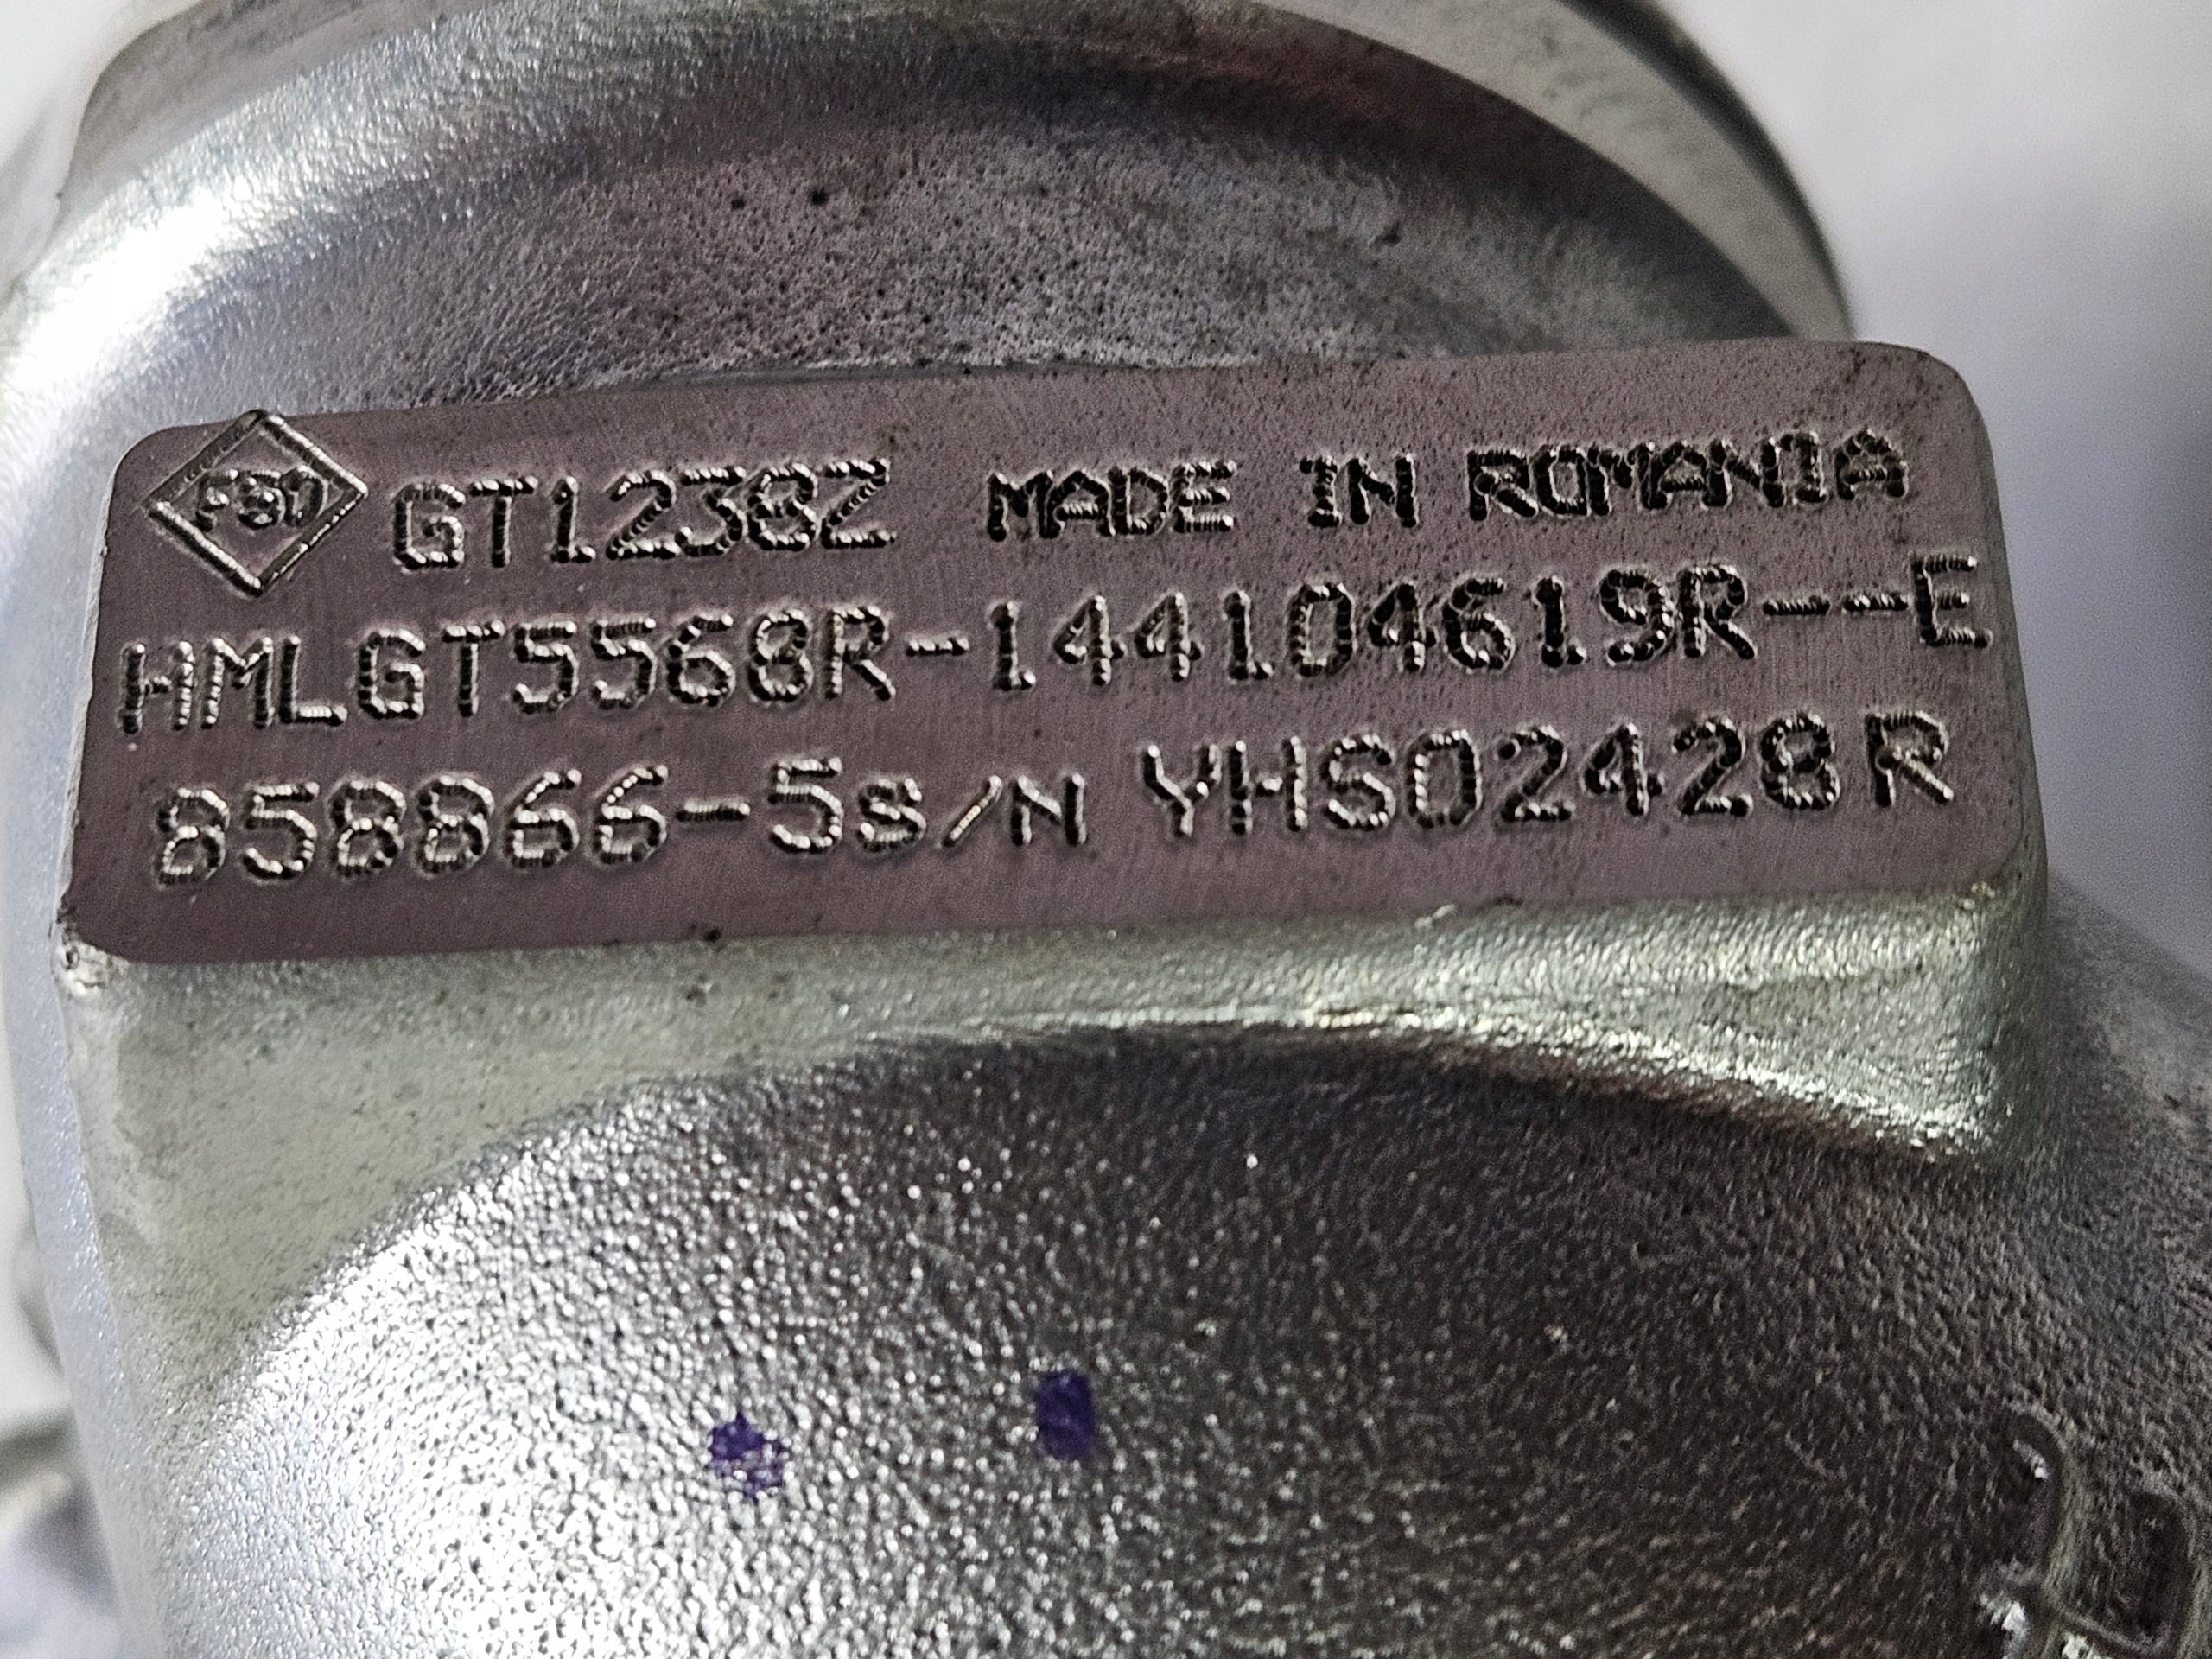 GT1238Z MADE IN ROMANIA
HMLGT5568R-144104619R--E
858866-5s/N YHS02428R